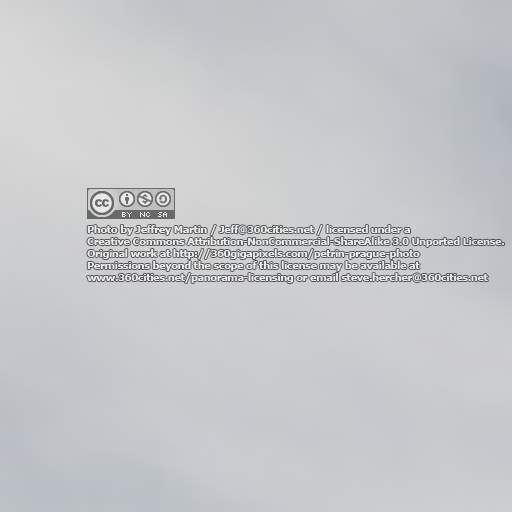 cc
BY NC SA
Photo by Jeffrey Martin / Jeff@360cities.net / licensed under a
Creative Commons Attribution-NonCommercial-ShareAlike 3.0 Unported License.
Original work at http://360gigapixels.com/petrin-prague-photo
Permissions beyond the scope of this license may be available at
www.360cities.net/panorama-licensing or email steve.hercher@360cities.net